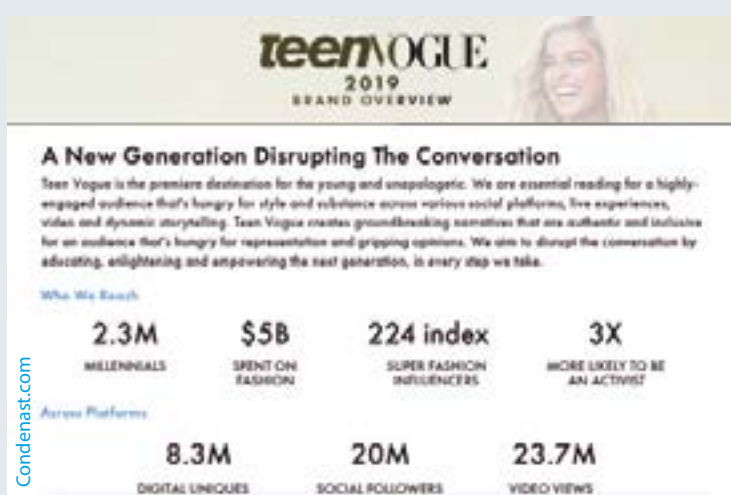 teenVOGUE
2019
BRAND OVERVIEW
A New Generation Disrupting The Conversation
Teen Vogue is the premiere destination for the young and unapologetic. We are essential reading for a highly-
engaged audience that's hungry for style and substance across various social platforms, live experiences,
video and dynamic storytelling. Teen Vogue creates groundbreaking narratives that are authentic and inclusive
for an audience that's hungry for representation and gripping opinions. We aim to disrupt the conversation by
educating, enlightening and empowering the next generation, in every step we take.
Who We Reach
2.3M $5B 224 index 3X
MILLENNIALS SPENT ON SUPER FASHION MORE LIKELY TO BE
FASHION INFLUENCERS AN ACTIVIST
Across Platforms
8.3M 20M 23.7M
DIGITAL UNIQUES SOCIAL FOLLOWERS VIDEO VIEWS
Condenast.com